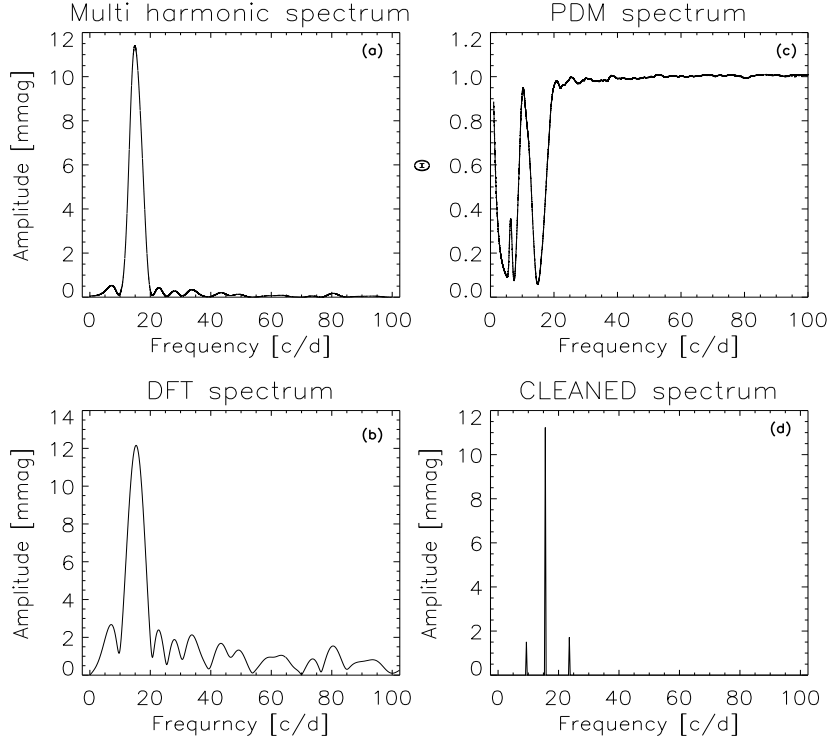 Multi harmonic spectrum
(a)
12
10
8
6
4
2
0
Amplitude [mmag]
0 20 40 60 80 100
Frequency [c/d]
PDM spectrum
(c)
1.2
1.0
0.8
0.6
0.4
0.2
0.0
Θ
0 20 40 60 80 100
Frequency [c/d]
DFT spectrum
(b)
14
12
10
8
6
4
2
0
Amplitude [mmag]
0 20 40 60 80 100
Frequrncy [c/d]
CLEANED spectrum
(d)
12
10
8
6
4
2
0
Amplitude [mmag]
0 20 40 60 80 100
Frequency [c/d]